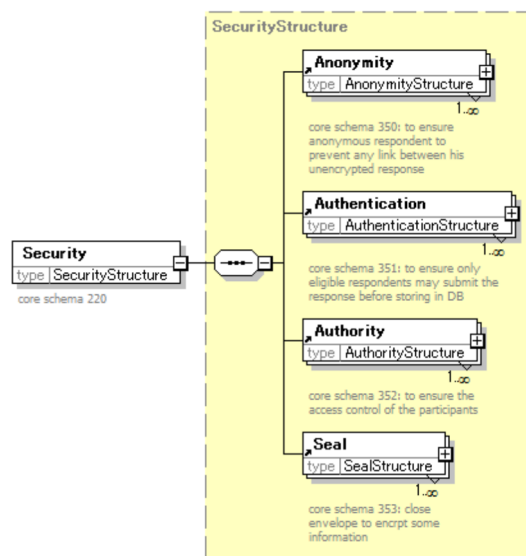 SecurityStructure
Anonymity
type AnonymityStructure
1..∞
core schema 350: to ensure
anonymous respondent to
prevent any link between his
unencrypted response
Authentication
type AuthenticationStructure
1..∞
core schema 351: to ensure only
eligible respondents may submit the
response before storing in DB
Security
type SecurityStructure
core schema 220
Authority
type AuthorityStructure
1..∞
core schema 352: to ensure the
access control of the participants
Seal
type SealStructure
1..∞
core schema 353: close
envelope to encrpt some
information